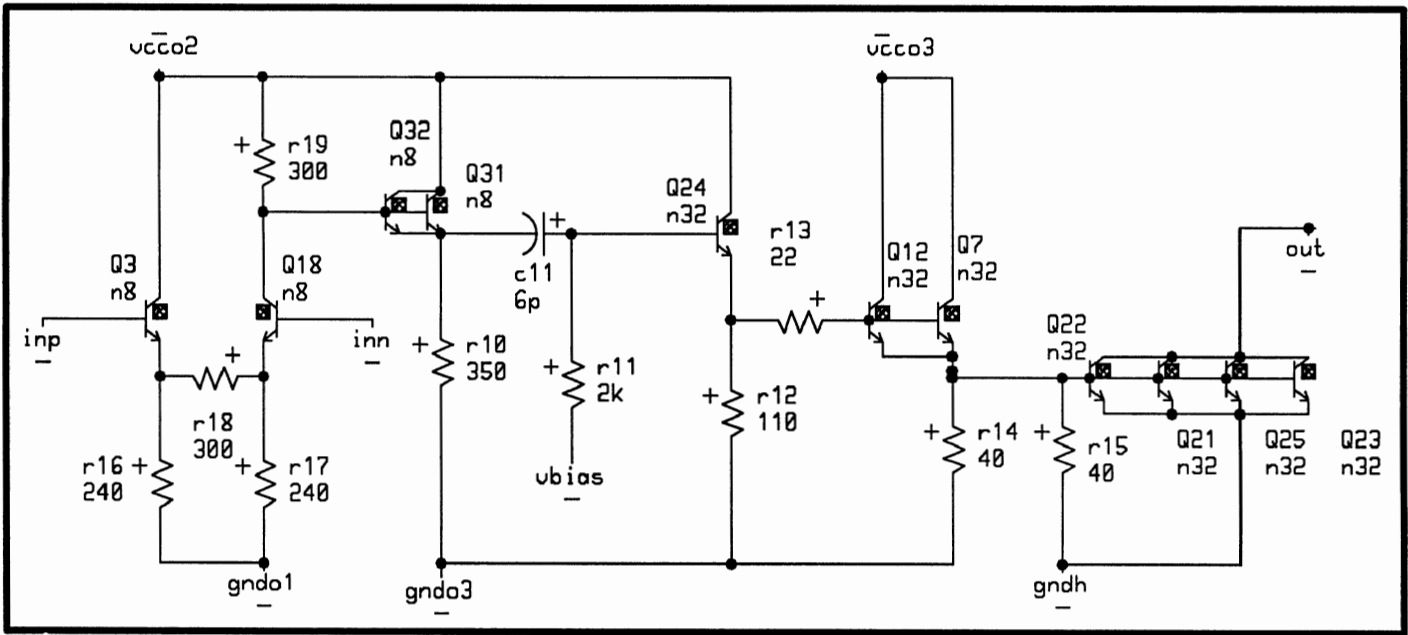 vcco2
vcco3
r19
300
Q32
n8
Q31
n8
Q24
n32
r13
22
Q12
n32
Q7
n32
out
Q3
n8
Q18
n8
c11
6p
inp
inn
Q22
n32
r10
350
r11
2k
r12
110
r18
300
r14
40
r15
40
Q21
n32
Q25
n32
Q23
n32
r16
240
r17
240
vbias
gndo1
gndo3
gndh